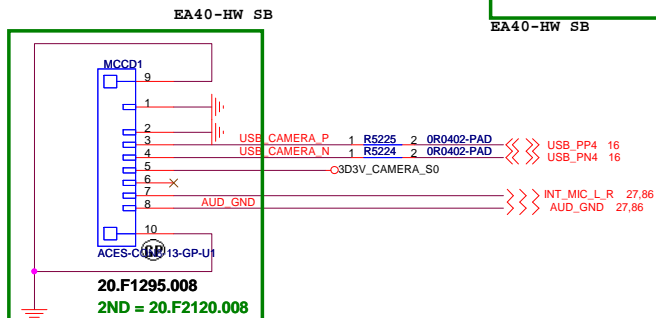 EA40-HW SB
EA40-HW SB
MCCD1
9
1
2
3 USB_CAMERA_P 1 R5225 2 0R0402-PAD USB_PP4 16
4 USB_CAMERA_N 1 R5224 2 0R0402-PAD USB_PN4 16
5 3D3V_CAMERA_S0
6
7 INT_MIC_L_R 27,86
8 AUD_GND AUD_GND 27,86
10
GP
20.F1295.008
2ND = 20.F2120.008